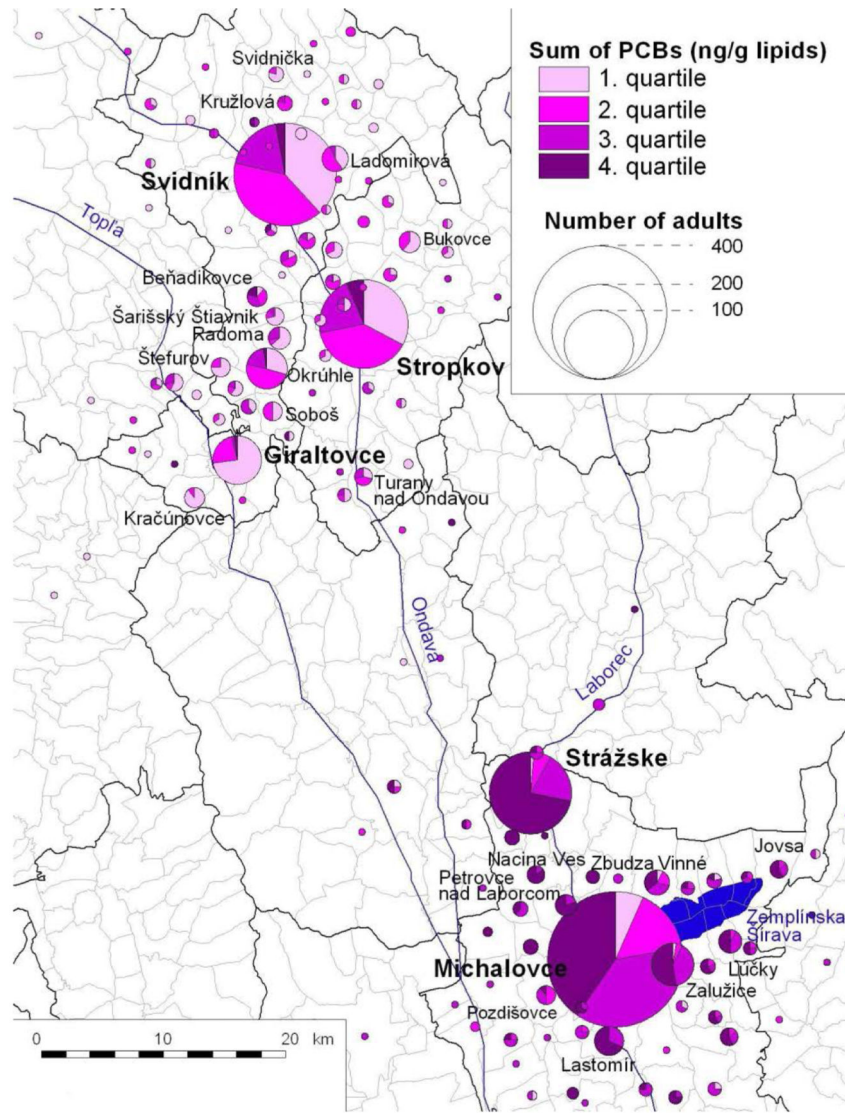 Sum of PCBs (ng/g lipids)
1. quartile
2. quartile
3. quartile
4. quartile
Number of adults
400
200
100
Svidnička
Kružlová
Ladomirová
Svidník
Topľa
Bukovce
Beňadikovce
Šarišský Štiavnik
Radoma
Štefurov
Okrúhle
Stropkov
Soboš
Giraltovce
Turany
nad Ondavou
Kračúnovce
Ondava
Laborec
Strážske
Nacina Ves
Zbudza
Vinné
Jovsa
Petrovce
nad Laborcom
Zemplínska
Šírava
Michalovce
Lúčky
Zalužice
Pozdišovce
Lastomír
0 10 20 km